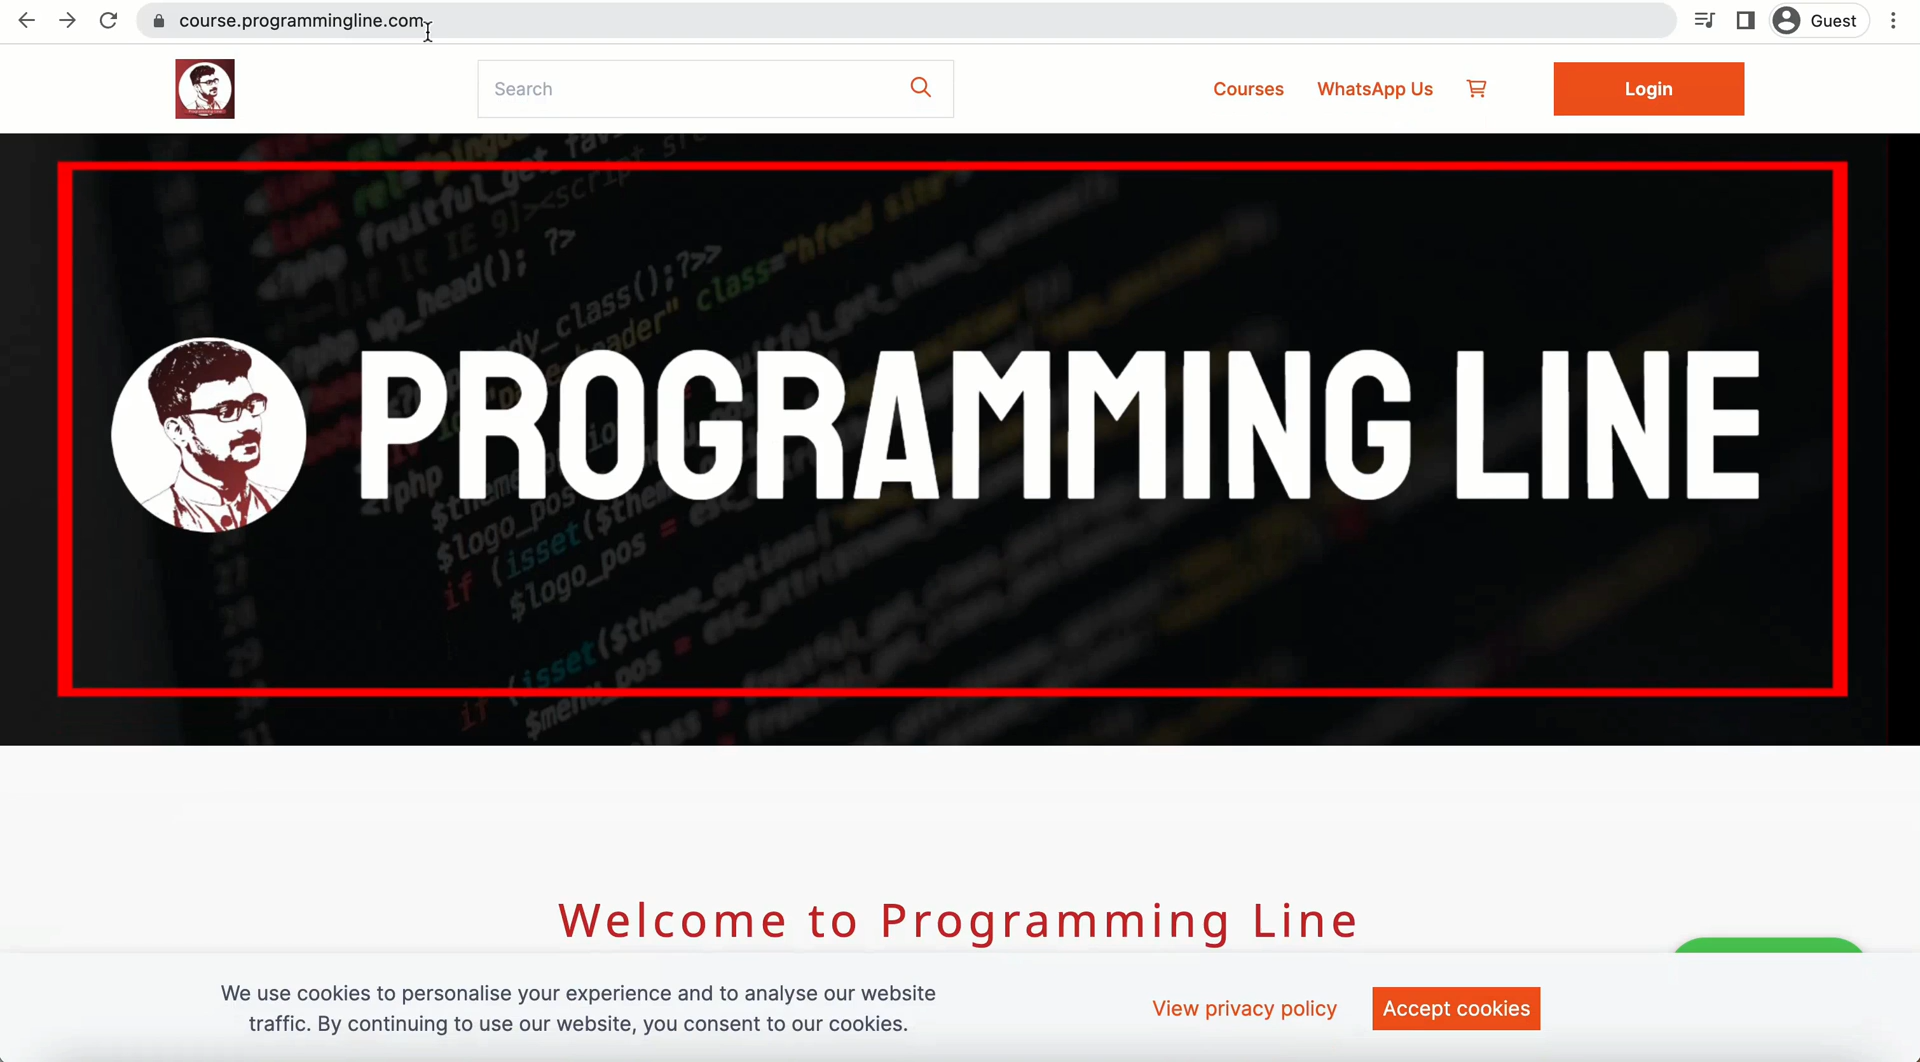 course.programmingline.com
Guest
Search
Courses
WhatsApp Us
Login
PROGRAMMING LINE
Welcome to Programming Line
We use cookies to personalise your experience and to analyse our website
traffic. By continuing to use our website, you consent to our cookies.
View privacy policy
Accept cookies